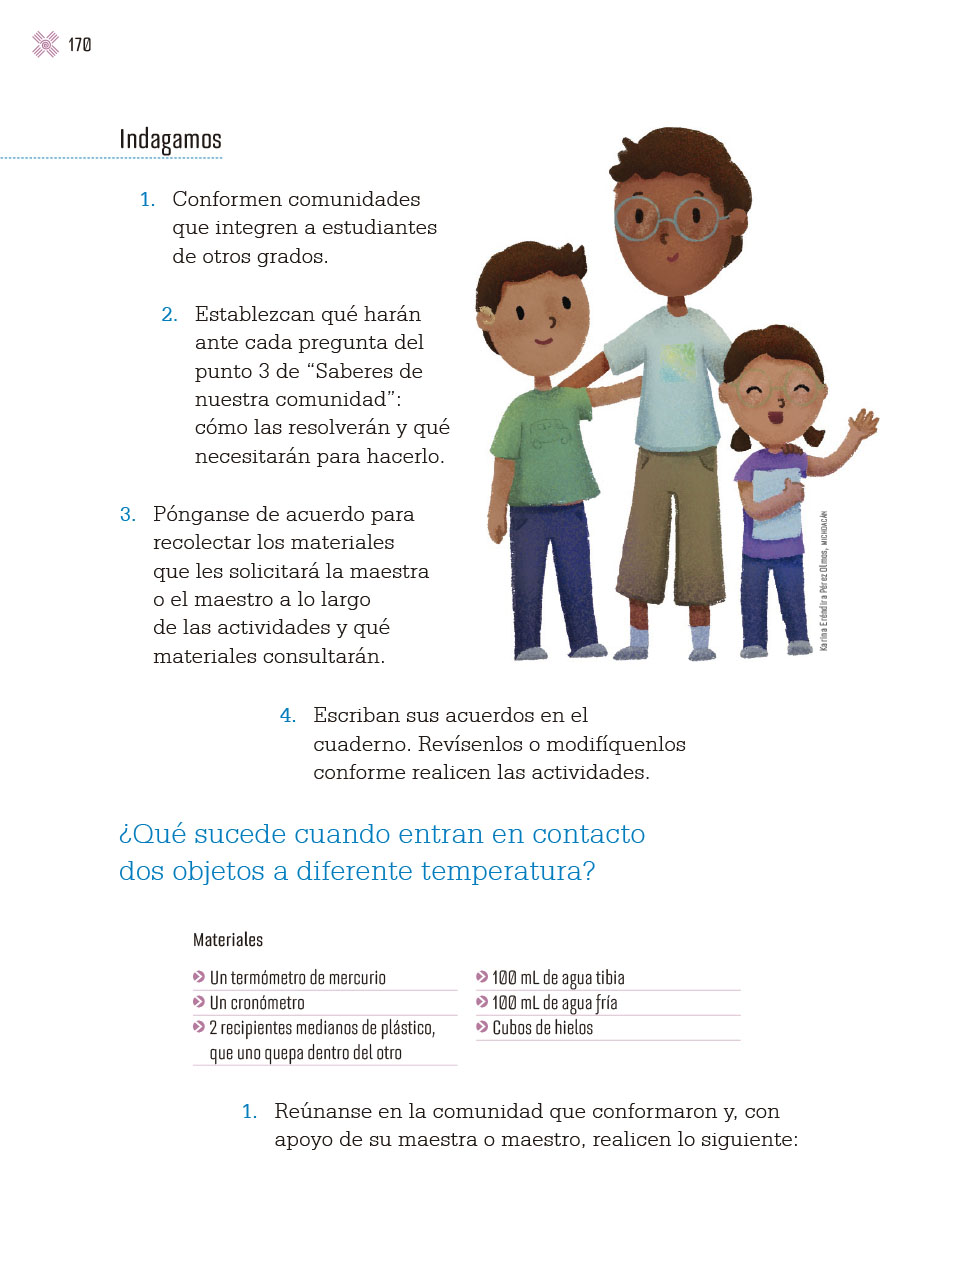 170
Indagamos
1. Conformen comunidades
que integren a estudiantes
de otros grados.
2. Establezcan qué harán
ante cada pregunta del
punto 3 de “Saberes de
nuestra comunidad”:
cómo las resolverán y qué
necesitarán para hacerlo.
3. Pónganse de acuerdo para
recolectar los materiales
que les solicitará la maestra
o el maestro a lo largo
de las actividades y qué
materiales consultarán.
Karina Eréndira Pérez Olmos, MICHOACÁN
4. Escriban sus acuerdos en el
cuaderno. Revísenlos o modifíquenlos
conforme realicen las actividades.
¿Qué sucede cuando entran en contacto
dos objetos a diferente temperatura?
Materiales
Un termómetro de mercurio
Un cronómetro
2 recipientes medianos de plástico,
que uno quepa dentro del otro
100 mL de agua tibia
100 mL de agua fría
Cubos de hielos
1. Reúnanse en la comunidad que conformaron y, con
apoyo de su maestra o maestro, realicen lo siguiente: